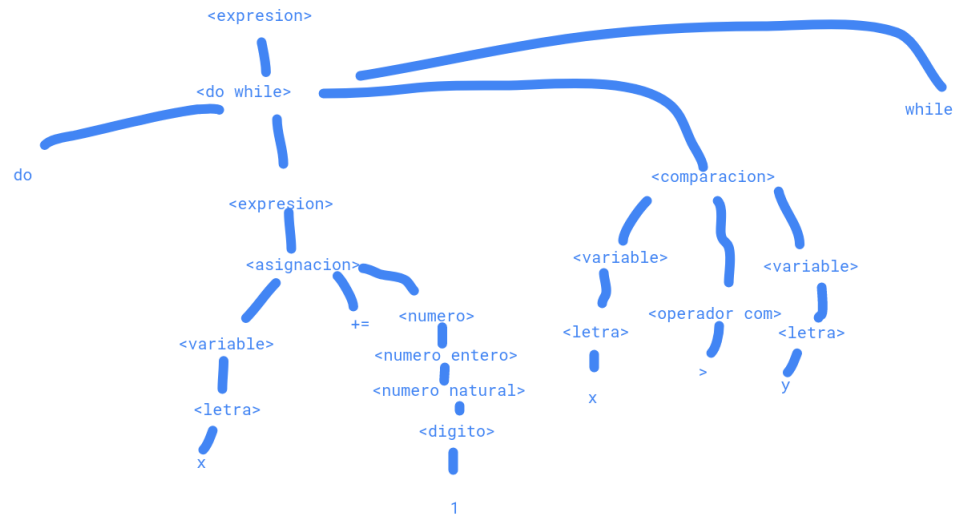 <expresion>
<do while>
while
do
<comparacion>
<expresion>
<asignacion>
<variable>
<variable>
+=
<numero>
<operador com>
<variable>
<letra>
<letra>
<numero entero>
<numero natural>
>
y
<letra>
x
<digito>
x
1